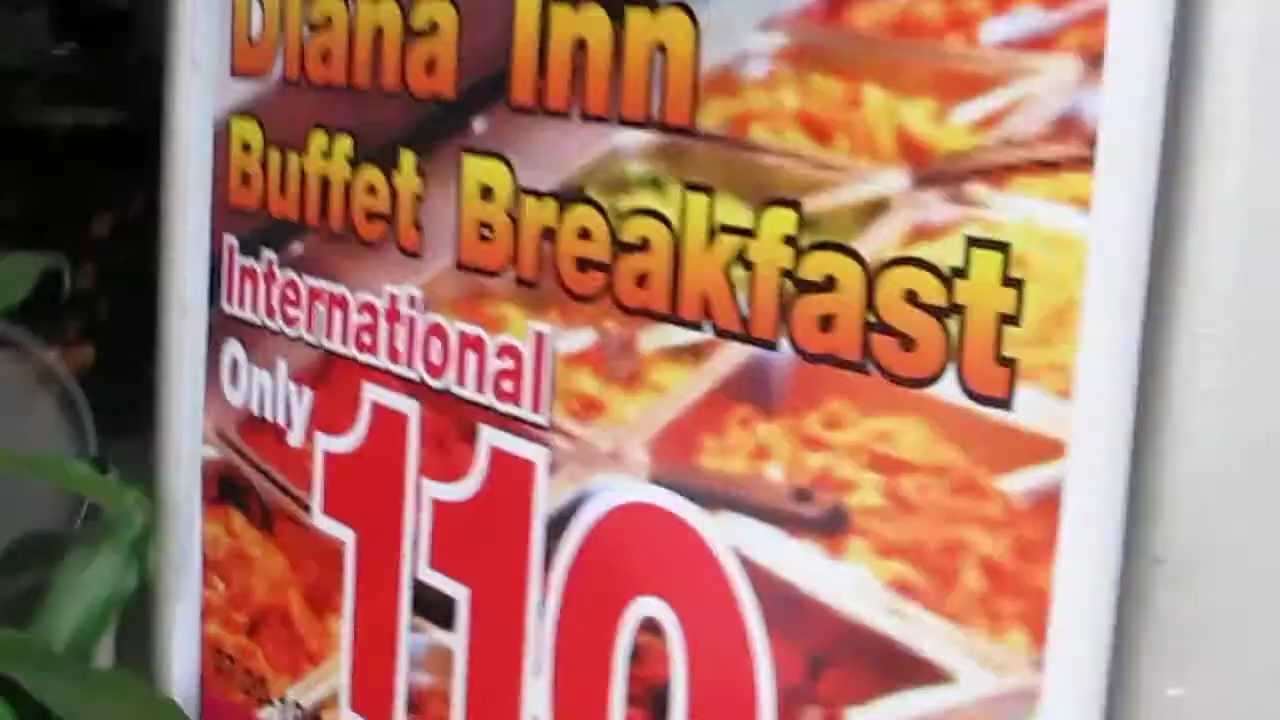 Diana Inn
Buffet Breakfast
International
Only
110